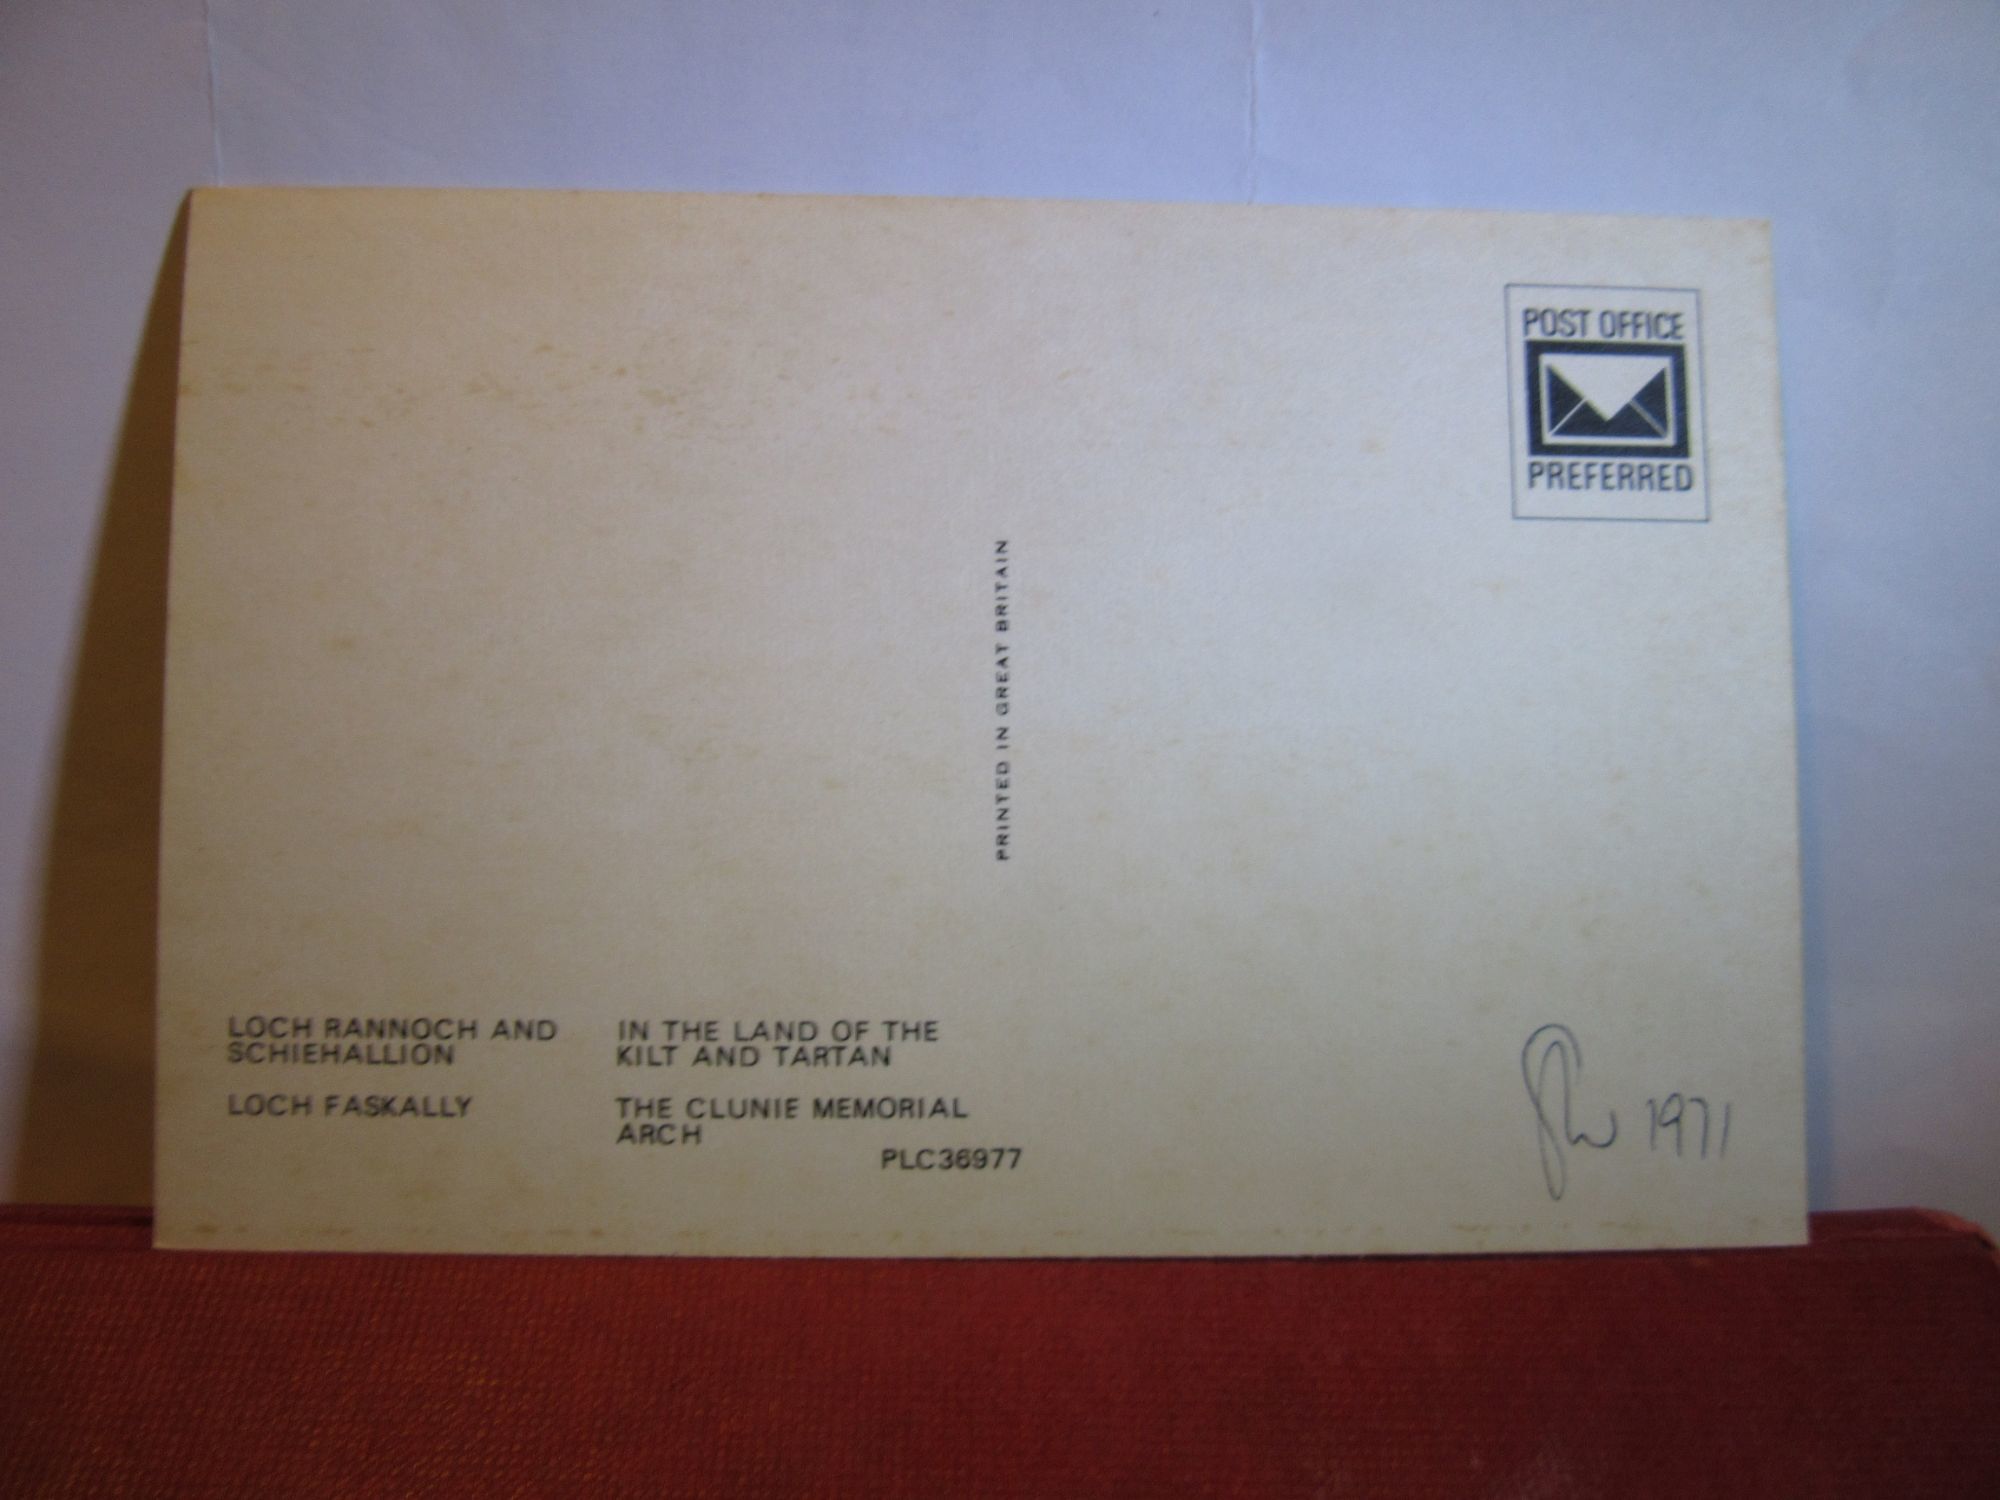 POST OFFICE
PREFERRED
PRINTED IN GREAT BRITAIN
LOCH RANNOCH AND
SCHIEHALLION
LOCH FASKALLY
IN THE LAND OF THE
KILT AND TARTAN
THE CLUNIE MEMORIAL
ARCH
PLC36977
1971